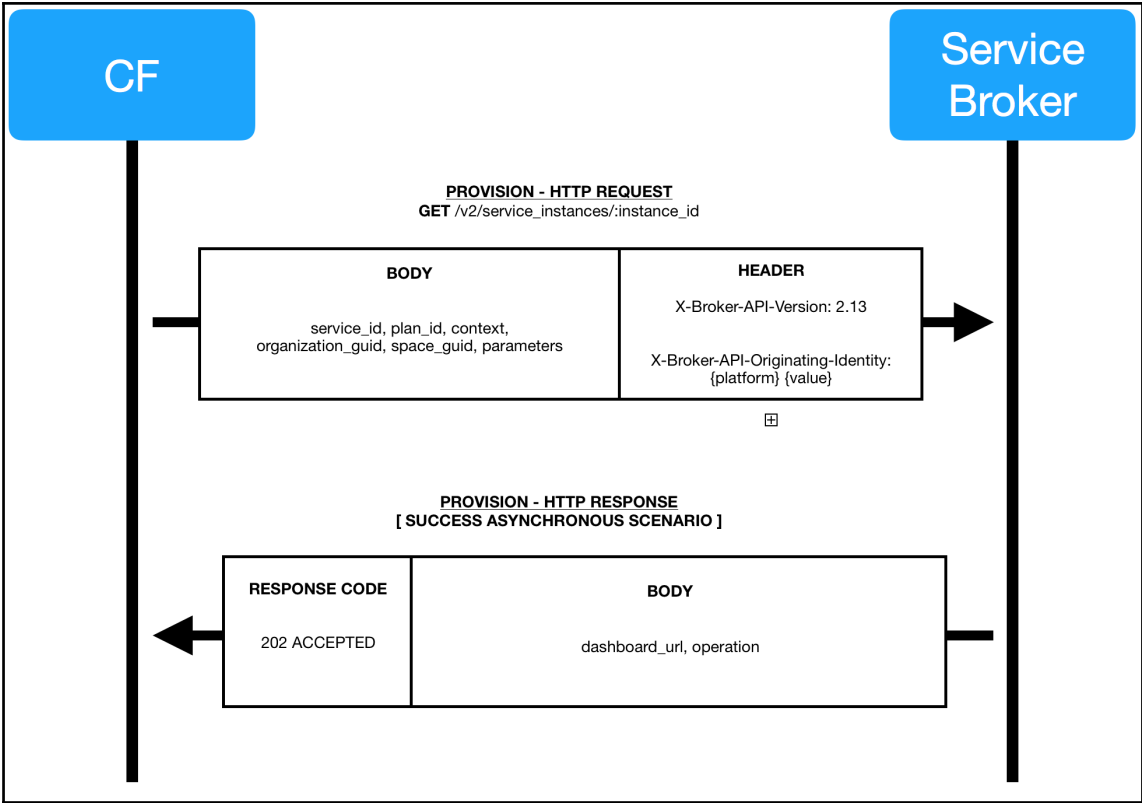 CF
Service
Broker
PROVISION - HTTP REQUEST
GET /v2/service_instances/:instance_id
BODY
service_id, plan_id, context,
organization_guid, space_guid, parameters
HEADER
X-Broker-API-Version: 2.13
X-Broker-API-Originating-Identity:
{platform} {value}
PROVISION - HTTP RESPONSE
[ SUCCESS ASYNCHRONOUS SCENARIO ]
RESPONSE CODE
202 ACCEPTED
BODY
dashboard_url, operation